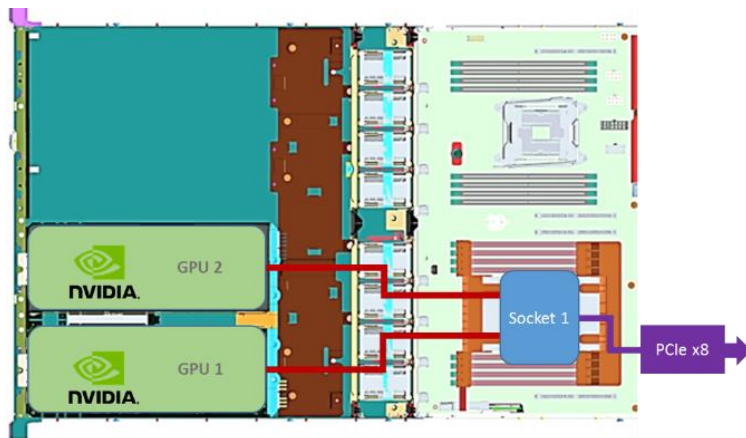 GPU 2
NVIDIA.
Socket 1
PCIe x8
GPU 1
NVIDIA.